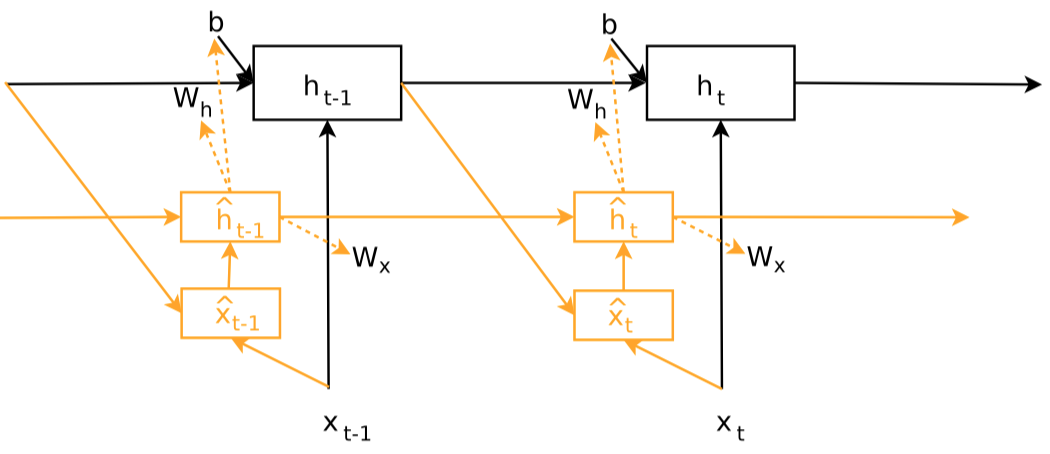 b
b
h t-1
h t
W h
W h
ĥ t-1
ĥ t
W x
W x
x̂ t-1
x̂ t
x t-1
x t